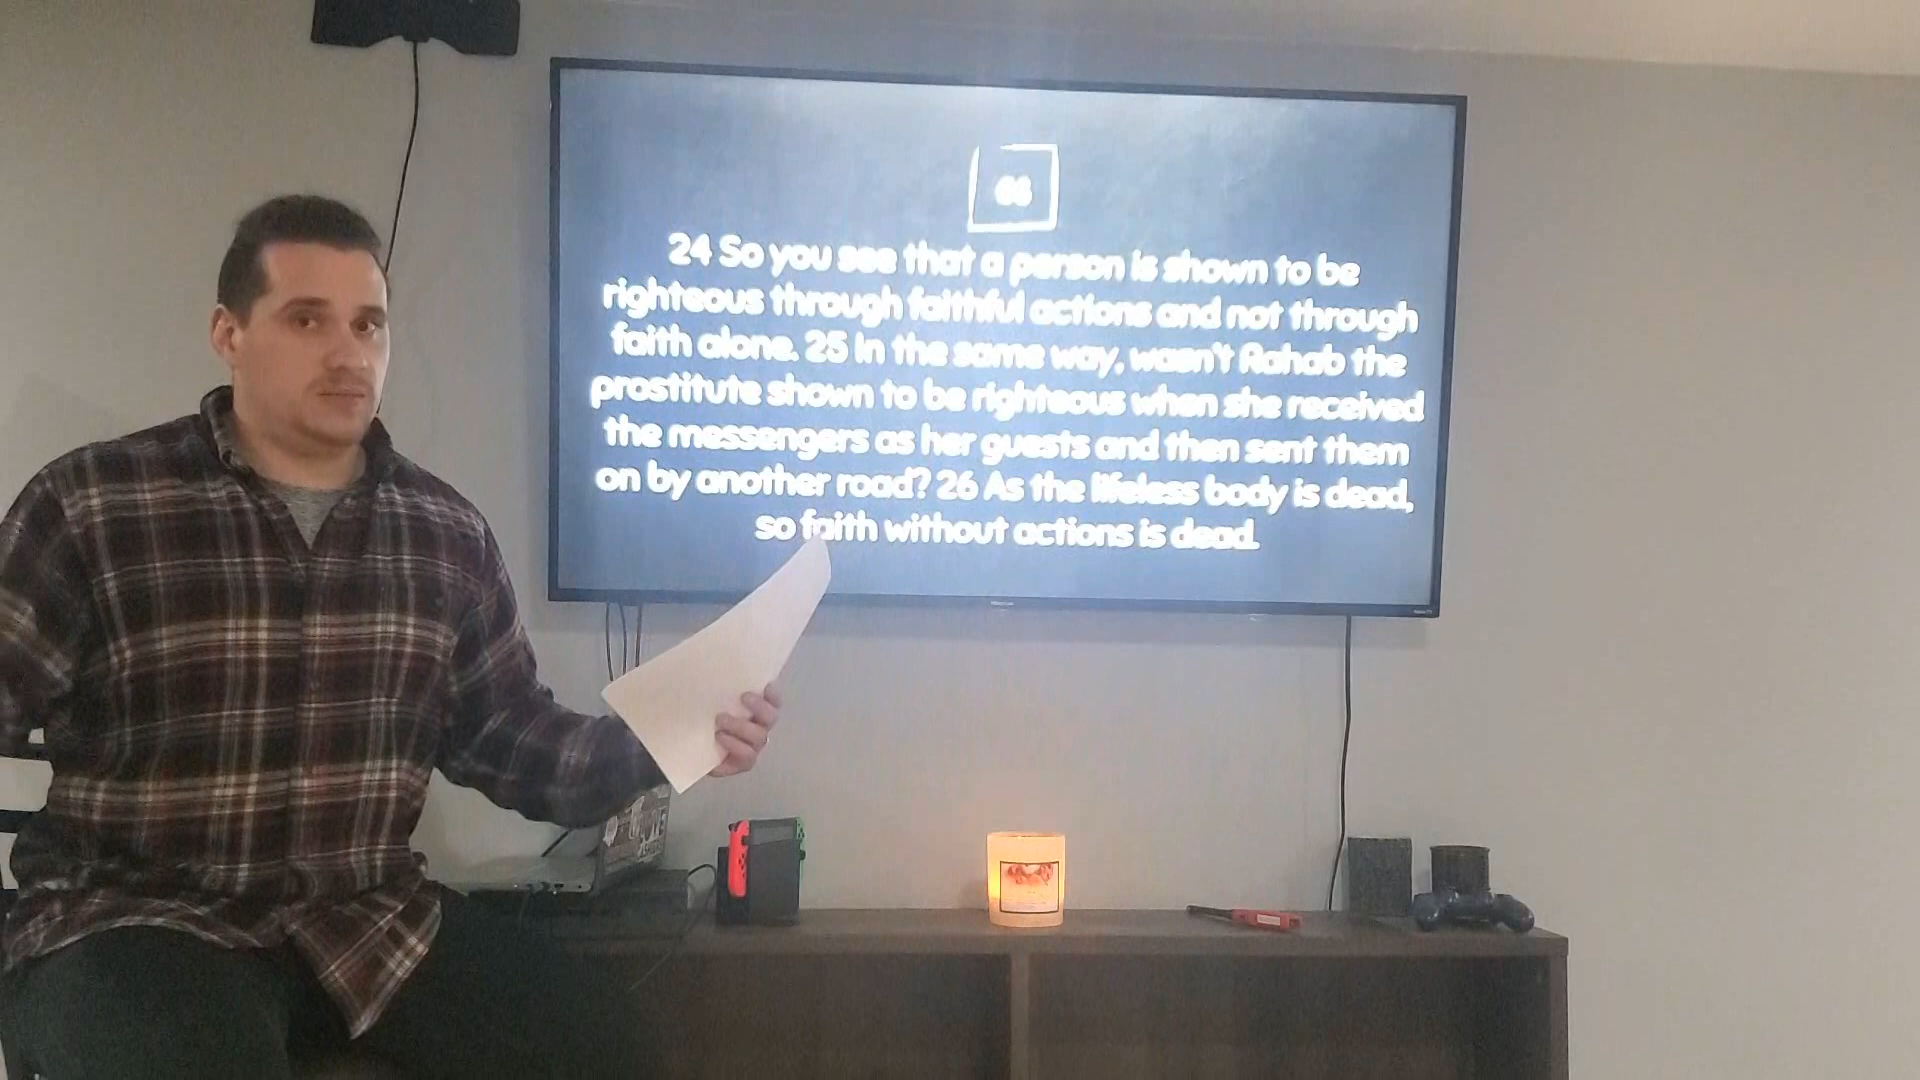 24 So you see that a person is shown to be
righteous through faithful actions and not through
faith alone. 25 In the same way, wasn't Rahab the
prostitute shown to be righteous when she received
the messengers as her guests and then sent them
on by another road? 26 As the lifeless body is dead,
so faith without actions is dead.